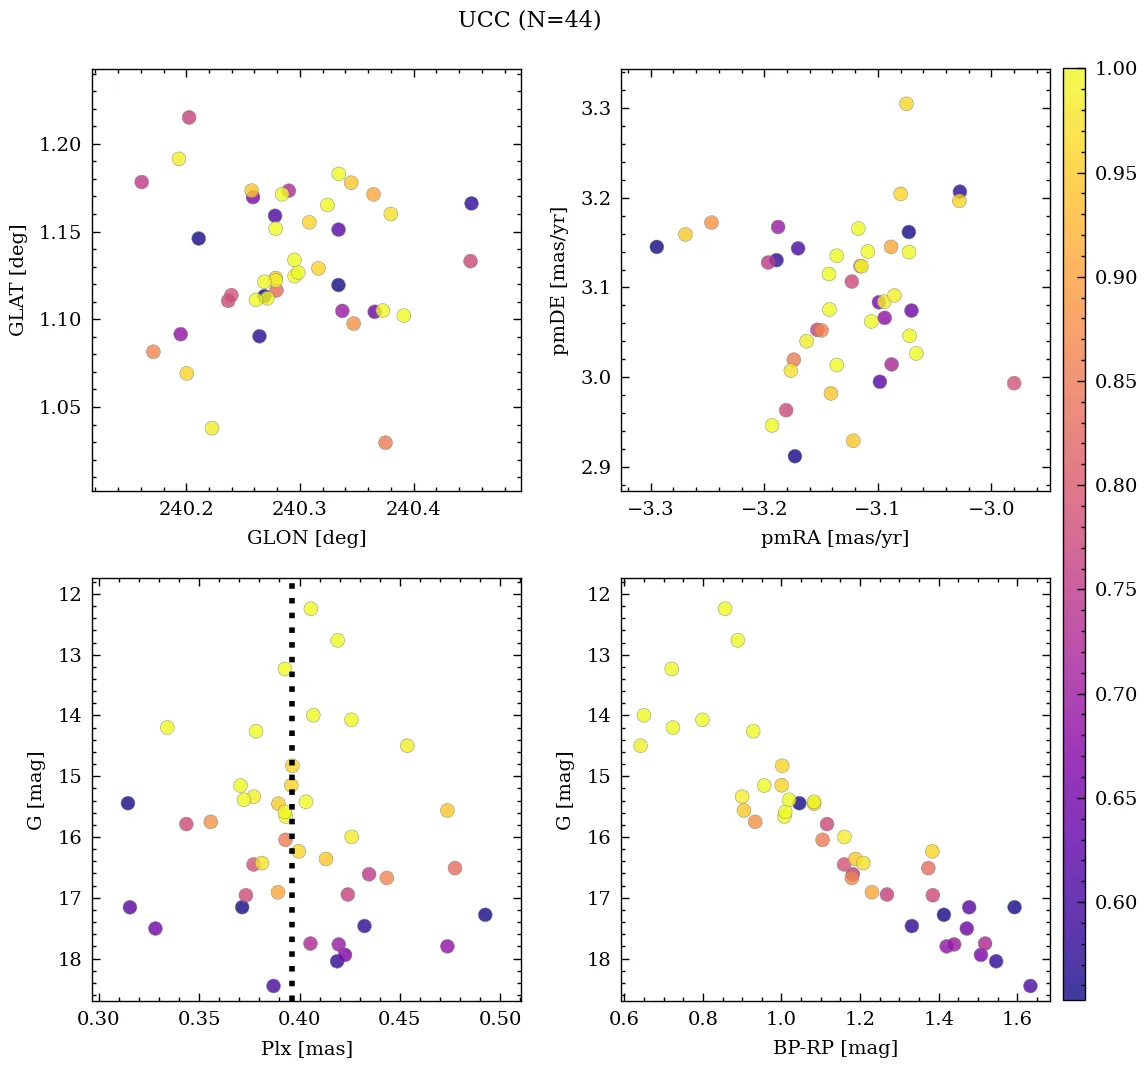 UCC (N=44)
1.20
1.15
1.10
1.05
GLAT [deg]
240.2 240.3 240.4
GLON [deg]
3.3
3.2
3.1
3.0
2.9
pmDE [mas/yr]
−3.3 −3.2 −3.1 −3.0
pmRA [mas/yr]
12
13
14
15
16
17
18
G [mag]
0.30 0.35 0.40 0.45 0.50
Plx [mas]
12
13
14
15
16
17
18
G [mag]
0.6 0.8 1.0 1.2 1.4 1.6
BP-RP [mag]
1.00
0.95
0.90
0.85
0.80
0.75
0.70
0.65
0.60